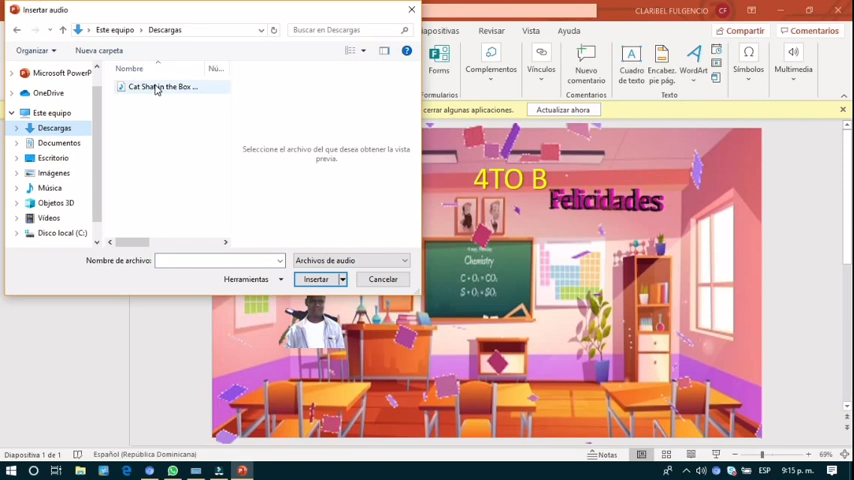 Insertar audio
CLARIBEL FULGENCIO
CF
Este equipo
Descargas
Buscar en Descargas
Revisar
Vista
Ayuda
Compartir
Comentarios
Organizar
Nueva carpeta
Nombre
Nú...
Microsoft PowerP
OneDrive
Este equipo
Descargas
Documentos
Escritorio
Imágenes
Música
Objetos 3D
Vídeos
Disco local (C:)
Cat Shat in the Box ...
Seleccione el archivo del que desea obtener la vista
previa.
Nombre de archivo:
Archivos de audio
Herramientas
Insertar
Cancelar
Forms
Complementos
Vínculos
Nuevo
comentario
Cuadro
de texto
Encabez.
pie pág.
WordArt
Símbolos
Multimedia
Formularios
Comentarios
Texto
cerrar algunas aplicaciones.
Actualizar ahora
4TO B
Felicidades
Chemistry
C + O₂ = CO₂
S + O₂ = SO₂
Diapositiva 1 de 1
Español (República Dominicana)
Notas
69%
ESP
9:15 p. m.